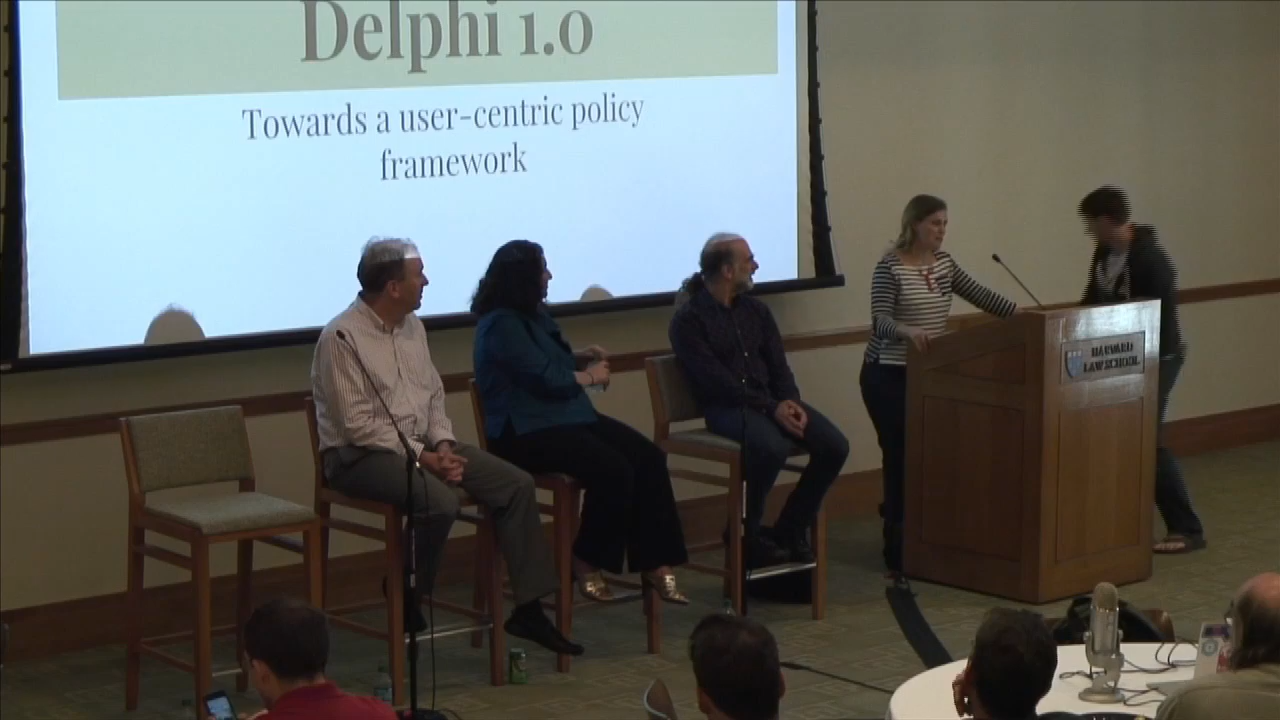 Delphi 1.0
Towards a user-centric policy
framework
HARVARD
LAW SCHOOL